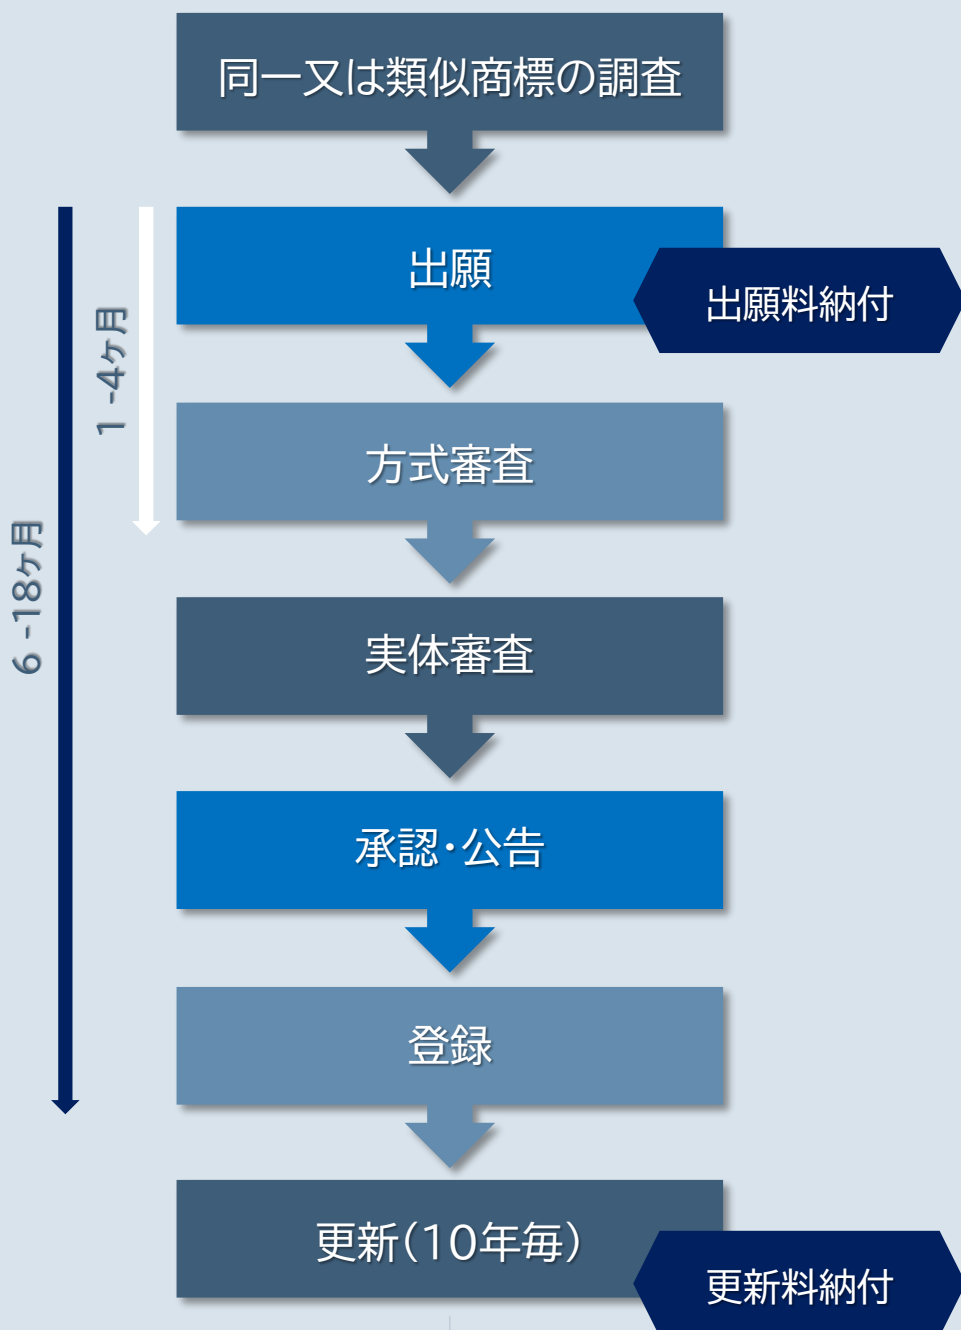 同一又は類似商標の調査
出願
出願料納付
1 -4ヶ月
方式審査
6 -18ヶ月
実体審査
承認・公告
登録
更新（10年毎）
更新料納付